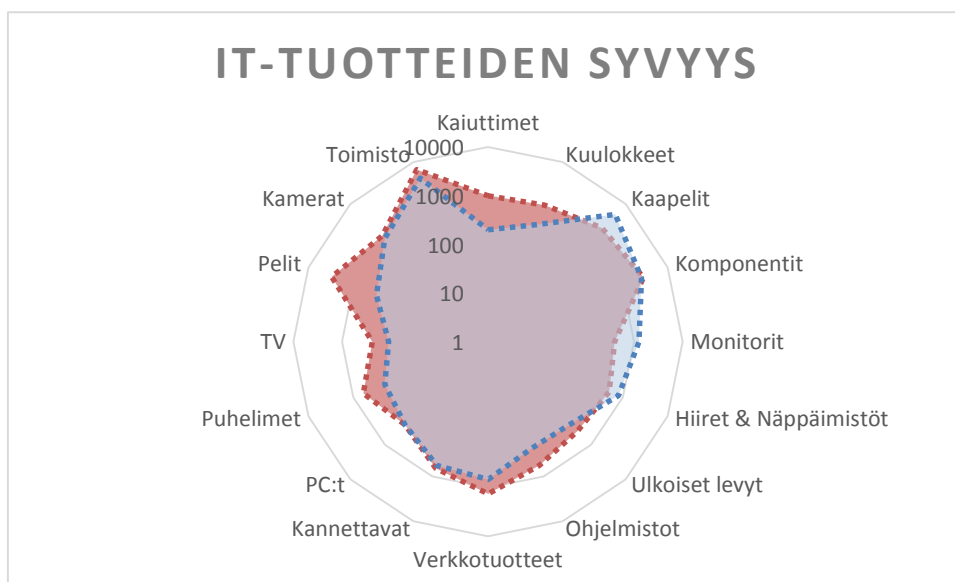 IT-TUOTTEIDEN SYVYYS
Kaiuttimet
Kuulokkeet
Kaapelit
Komponentit
Monitorit
Hiiret & Näppäimistöt
Ulkoiset levyt
Ohjelmistot
Verkkotuotteet
Kannettavat
PC:t
Puhelimet
TV
Pelit
Kamerat
Toimisto
10000
1000
100
10
1